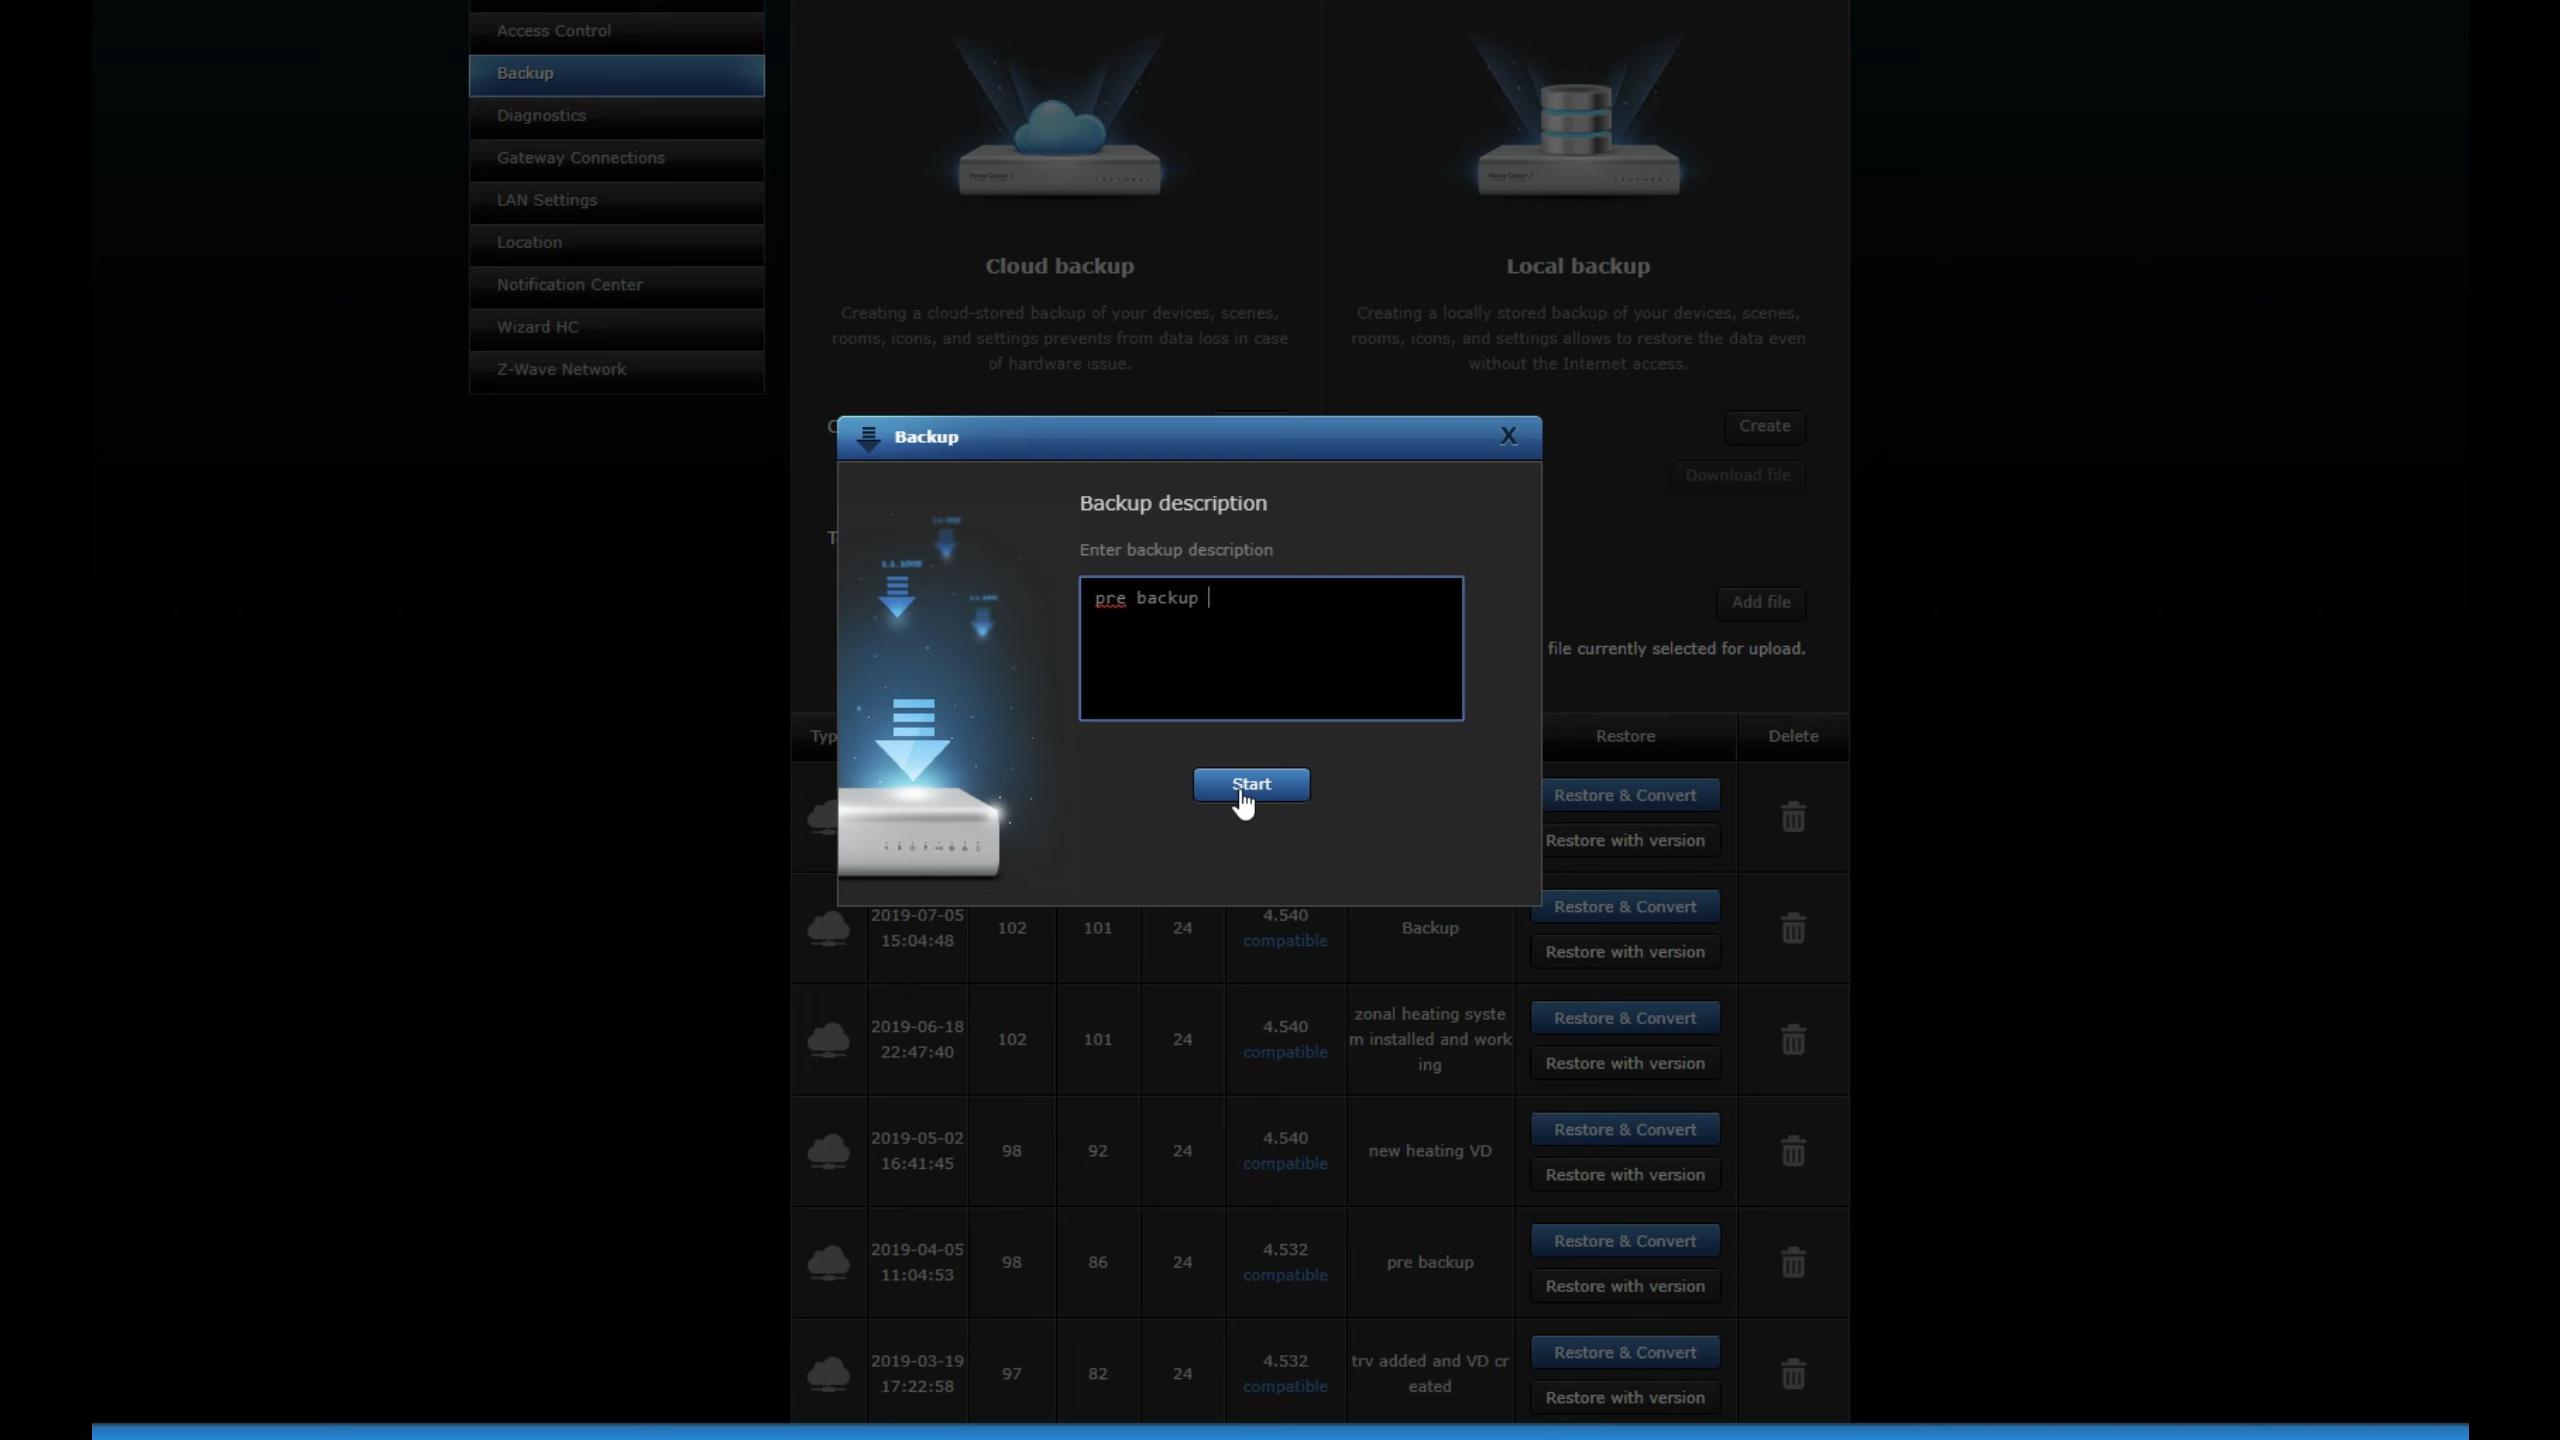 Access Control
Backup
Diagnostics
Gateway Connections
LAN Settings
Location
Notification Center
Wizard HC
Z-Wave Network
Home Center 2
Home Center 2
Cloud backup
Creating a cloud-stored backup of your devices, scenes,
rooms, icons, and settings prevents from data loss in case
of hardware issue.
Local backup
Creating a locally stored backup of your devices, scenes,
rooms, icons, and settings allows to restore the data even
without the Internet access.
Create
Download file
Add file
file currently selected for upload.
Backup
X
Backup description
Enter backup description
pre backup
Start
Typ
Restore
Delete
Restore & Convert
Restore with version
2019-07-05
15:04:48
102
101
24
4.540
compatible
Backup
Restore & Convert
Restore with version
2019-06-18
22:47:40
102
101
24
4.540
compatible
zonal heating syste
m installed and work
ing
Restore & Convert
Restore with version
2019-05-02
16:41:45
98
92
24
4.540
compatible
new heating VD
Restore & Convert
Restore with version
2019-04-05
11:04:53
98
86
24
4.532
compatible
pre backup
Restore & Convert
Restore with version
2019-03-19
17:22:58
97
82
24
4.532
compatible
trv added and VD cr
eated
Restore & Convert
Restore with version